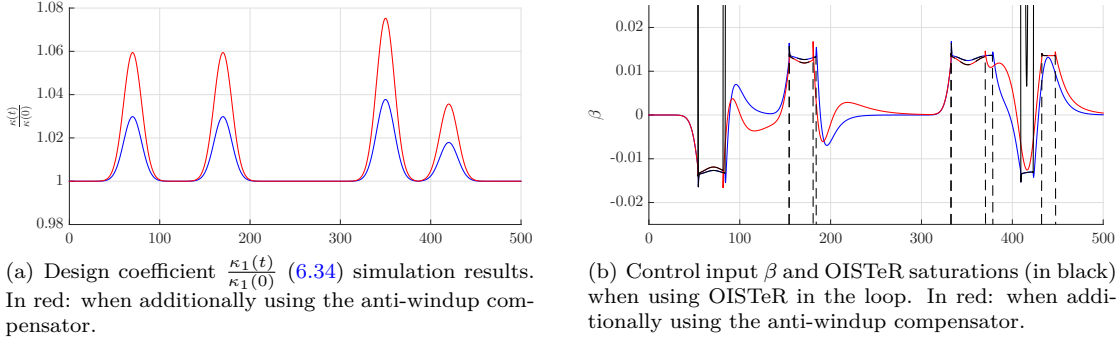 1.08
1.06
1.04
1.02
1
0.98
κ(t)
κ(0)
0 100 200 300 400 500
(a) Design coefficient κ₁(t)/κ₁(0) (6.34) simulation results.
In red: when additionally using the anti-windup com-
pensator.
0.02
0.01
0
-0.01
-0.02
β
0 100 200 300 400 500
(b) Control input β and OISTeR saturations (in black)
when using OISTeR in the loop. In red: when addi-
tionally using the anti-windup compensator.